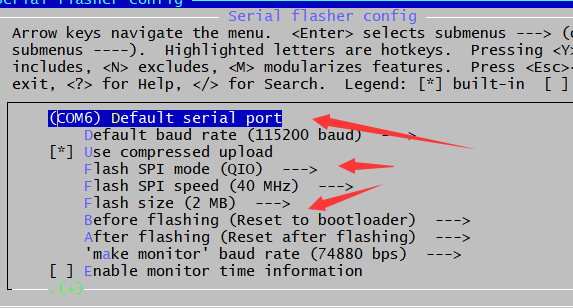 Serial flasher config
Serial flasher config
Arrow keys navigate the menu. <Enter> selects submenus ---> (
submenus ----). Highlighted letters are hotkeys. Pressing <Y>
includes, <N> excludes, <M> modularizes features. Press <Esc><
exit, <?> for Help, </> for Search. Legend: [*] built-in [ ]
(COM6) Default serial port
Default baud rate (115200 baud) --->
[*] Use compressed upload
Flash SPI mode (QIO) --->
Flash SPI speed (40 MHz) --->
Flash size (2 MB) --->
Before flashing (Reset to bootloader) --->
After flashing (Reset after flashing) --->
'make monitor' baud rate (74880 bps) --->
[ ] Enable monitor time information
.(+)